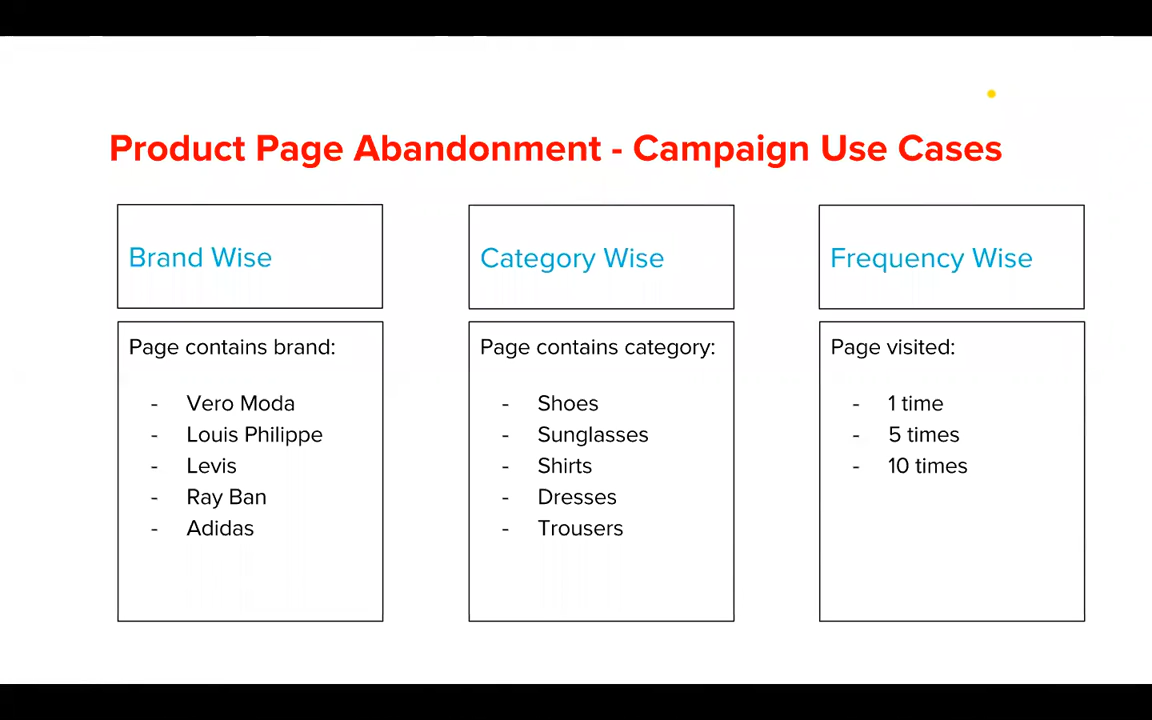 Product Page Abandonment - Campaign Use Cases
Brand Wise
Page contains brand:
- Vero Moda
- Louis Philippe
- Levis
- Ray Ban
- Adidas
Category Wise
Page contains category:
- Shoes
- Sunglasses
- Shirts
- Dresses
- Trousers
Frequency Wise
Page visited:
- 1 time
- 5 times
- 10 times